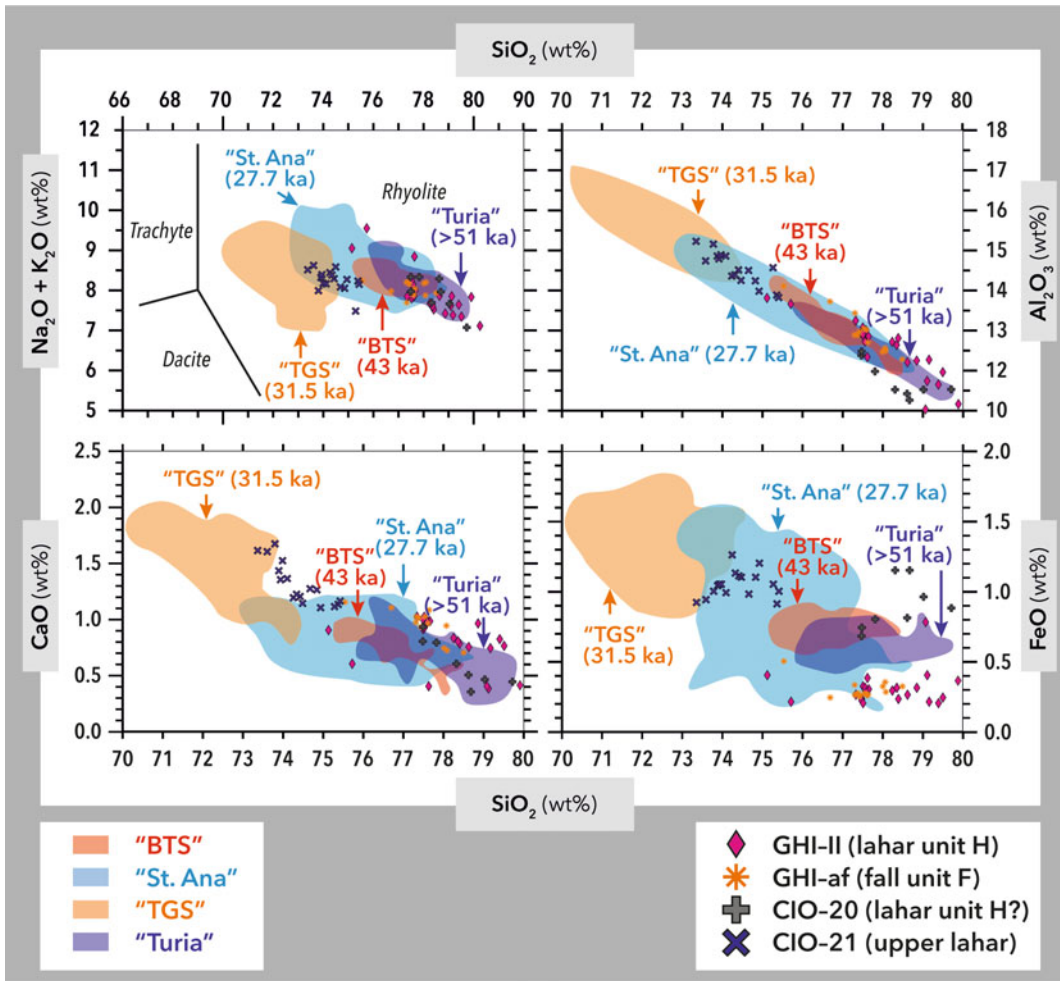 SiO₂ (wt%)
66 68 70 72 74 76 78 80 90
70 71 72 73 74 75 76 77 78 79 80
12
11
10
9
8
7
6
5
Na₂O + K₂O (wt%)
"St. Ana"
(27.7 ka)
Rhyolite
Trachyte
"Turia"
(>51 ka)
"BTS"
(43 ka)
"TGS"
(31.5 ka)
Dacite
"TGS" (31.5 ka)
"BTS"
(43 ka)
"Turia"
(>51 ka)
"St. Ana" (27.7 ka)
18
17
16
15
14
13
12
11
10
Al₂O₃ (wt%)
2.5
2.0
1.5
1.0
0.5
0.0
CaO (wt%)
"TGS" (31.5 ka)
"St. Ana"
(27.7 ka)
"BTS"
(43 ka)
"Turia"
(>51 ka)
"St. Ana" (27.7 ka)
"BTS"
(43 ka)
"Turia"
(>51 ka)
"TGS"
(31.5 ka)
2.0
1.5
1.0
0.5
0.0
FeO (wt%)
70 71 72 73 74 75 76 77 78 79 80
70 71 72 73 74 75 76 77 78 79 80
SiO₂ (wt%)
"BTS"
"St. Ana"
"TGS"
"Turia"
GHI-II (lahar unit H)
GHI-af (fall unit F)
CIO-20 (lahar unit H?)
CIO-21 (upper lahar)